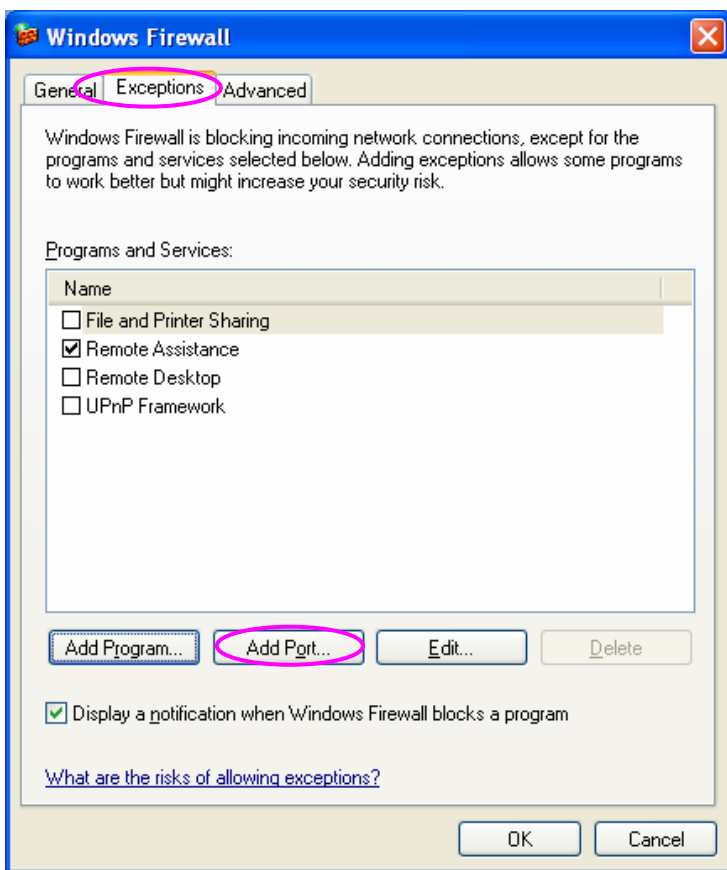 Windows Firewall
General Exceptions Advanced
Windows Firewall is blocking incoming network connections, except for the
programs and services selected below. Adding exceptions allows some programs
to work better but might increase your security risk.
Programs and Services:
Name
File and Printer Sharing
Remote Assistance
Remote Desktop
UPnP Framework
Add Program... Add Port... Edit... Delete
Display a notification when Windows Firewall blocks a program
What are the risks of allowing exceptions?
OK Cancel